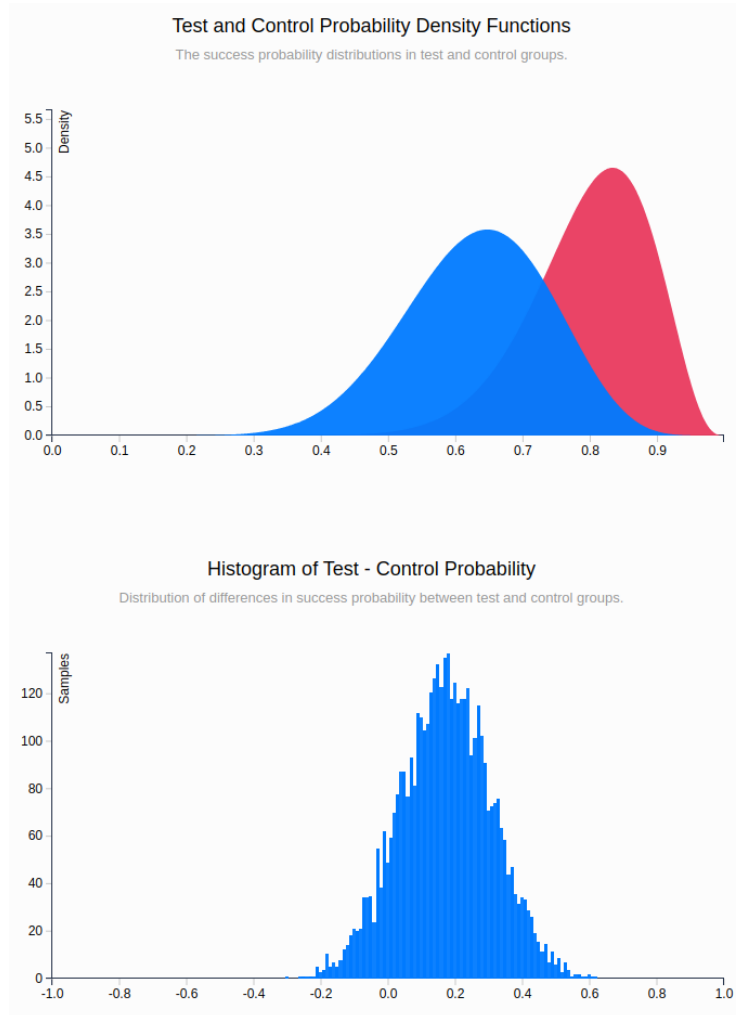 Test and Control Probability Density Functions
The success probability distributions in test and control groups.
Density
5.5
5.0
4.5
4.0
3.5
3.0
2.5
2.0
1.5
1.0
0.5
0.0
0.0 0.1 0.2 0.3 0.4 0.5 0.6 0.7 0.8 0.9
Histogram of Test - Control Probability
Distribution of differences in success probability between test and control groups.
Samples
120
100
80
60
40
20
0
-1.0 -0.8 -0.6 -0.4 -0.2 0.0 0.2 0.4 0.6 0.8 1.0